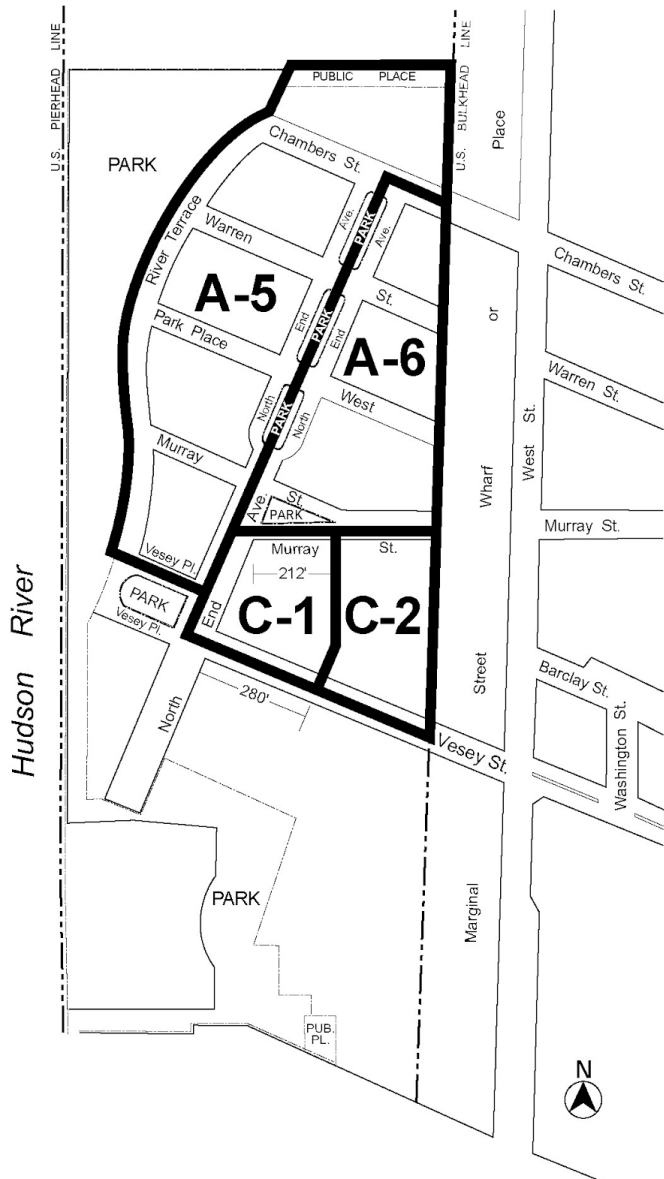 U.S. PIERHEAD LINE
U.S. BULKHEAD LINE
PUBLIC PLACE
Place
Chambers St.
PARK
Ave.
PARK
Ave.
River Terrace
Warren
St.
Chambers St.
A-5
End
PARK
End
or
Park Place
A-6
Warren St.
North
PARK
North
West
West St.
Murray
Wharf
Ave.
St.
PARK
Murray St.
Vesey Pl.
Murray St.
212'
PARK
Vesey Pl.
End
C-1
C-2
Street
Barclay St.
Hudson River
North
280'
Vesey St.
Washington St.
PARK
Marginal
PUB.
PL.
N